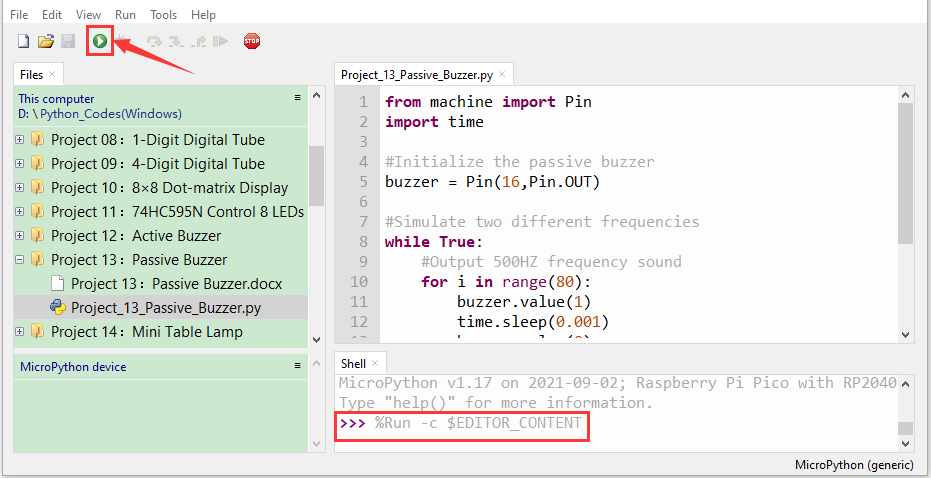 File Edit View Run Tools Help
STOP
Files ×
This computer
D: \ Python_Codes(Windows)
Project 08：1-Digit Digital Tube
Project 09：4-Digit Digital Tube
Project 10：8×8 Dot-matrix Display
Project 11：74HC595N Control 8 LEDs
Project 12：Active Buzzer
Project 13：Passive Buzzer
Project 13：Passive Buzzer.docx
Project_13_Passive_Buzzer.py
Project 14：Mini Table Lamp
MicroPython device
Project_13_Passive_Buzzer.py ×
1 from machine import Pin
2 import time
3
4 #Initialize the passive buzzer
5 buzzer = Pin(16,Pin.OUT)
6
7 #Simulate two different frequencies
8 while True:
9 #Output 500HZ frequency sound
10 for i in range(80):
11 buzzer.value(1)
12 time.sleep(0.001)
Shell ×
MicroPython v1.17 on 2021-09-02; Raspberry Pi Pico with RP2040
Type "help()" for more information.
>>> %Run -c $EDITOR_CONTENT
MicroPython (generic)